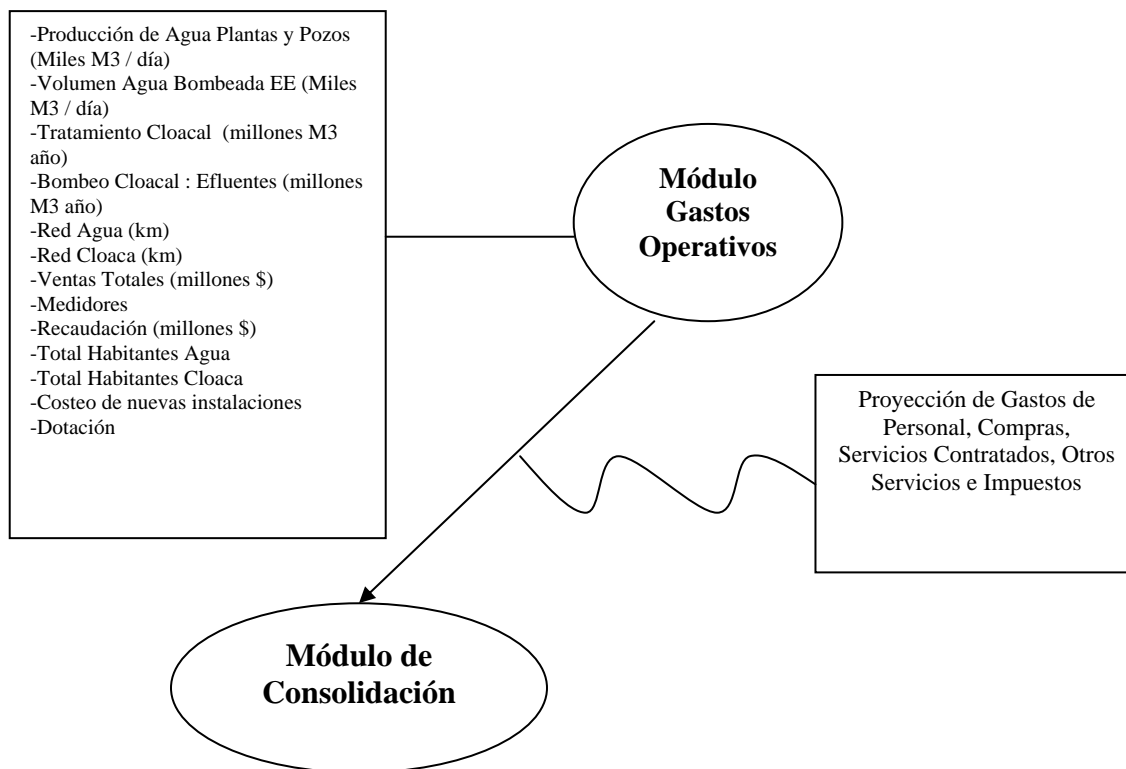 -Producción de Agua Plantas y Pozos
(Miles M3 / día)
-Volumen Agua Bombeada EE (Miles
M3 / día)
-Tratamiento Cloacal  (millones M3
año)
-Bombeo Cloacal : Efluentes (millones
M3 año)
-Red Agua (km)
-Red Cloaca (km)
-Ventas Totales (millones $)
-Medidores
-Recaudación (millones $)
-Total Habitantes Agua
-Total Habitantes Cloaca
-Costeo de nuevas instalaciones
-Dotación
Módulo
Gastos
Operativos
Proyección de Gastos de
Personal, Compras,
Servicios Contratados, Otros
Servicios e Impuestos
Módulo de
Consolidación